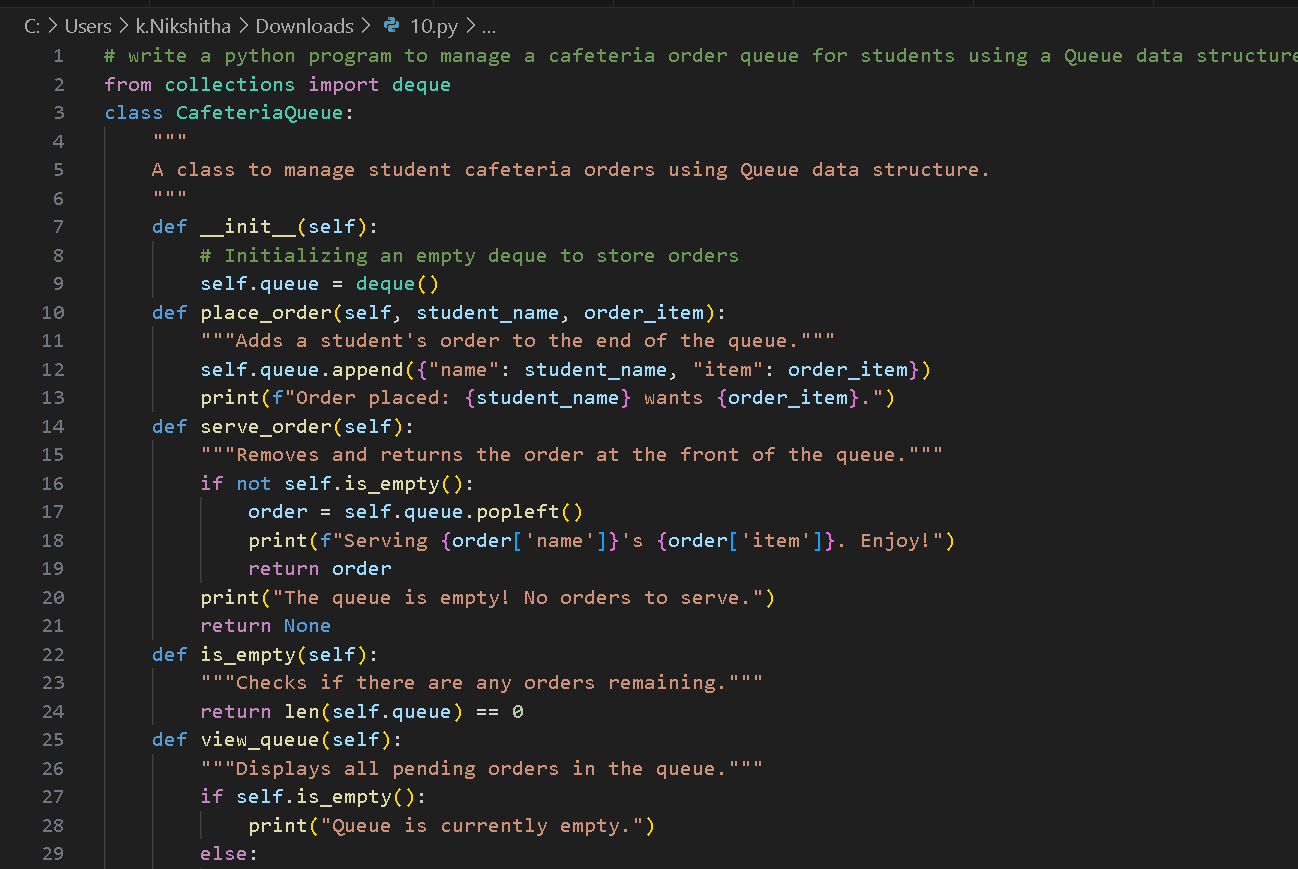 C: > Users > k.Nikshitha > Downloads > 10.py > ...
1 # write a python program to manage a cafeteria order queue for students using a Queue data structure
2 from collections import deque
3 class CafeteriaQueue:
4     """
5     A class to manage student cafeteria orders using Queue data structure.
6     """
7     def __init__(self):
8         # Initializing an empty deque to store orders
9         self.queue = deque()
10     def place_order(self, student_name, order_item):
11         """Adds a student's order to the end of the queue."""
12         self.queue.append({"name": student_name, "item": order_item})
13         print(f"Order placed: {student_name} wants {order_item}.")
14     def serve_order(self):
15         """Removes and returns the order at the front of the queue."""
16         if not self.is_empty():
17             order = self.queue.popleft()
18             print(f"Serving {order['name']}'s {order['item']}. Enjoy!")
19             return order
20         print("The queue is empty! No orders to serve.")
21         return None
22     def is_empty(self):
23         """Checks if there are any orders remaining."""
24         return len(self.queue) == 0
25     def view_queue(self):
26         """Displays all pending orders in the queue."""
27         if self.is_empty():
28             print("Queue is currently empty.")
29         else: